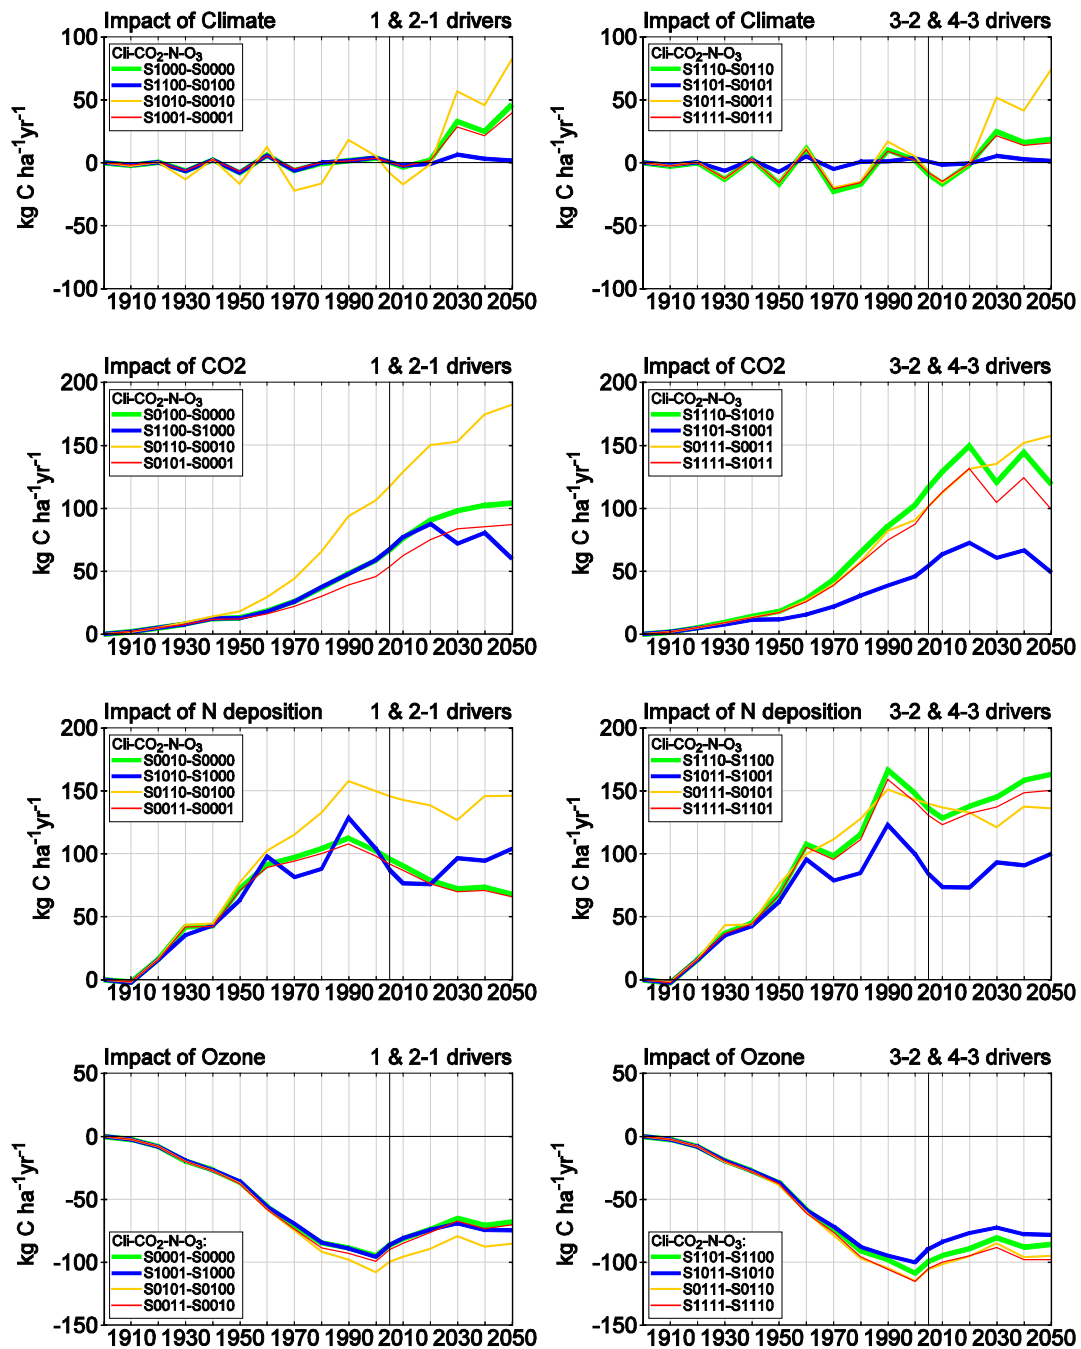 Impact of Climate 1 & 2-1 drivers
100
50
0
-50
-100
kg C ha⁻¹yr⁻¹
Cli-CO₂-N-O₃
S1000-S0000
S1100-S0100
S1010-S0010
S1001-S0001
1910 1930 1950 1970 1990 2010 2030 2050
Impact of Climate 3-2 & 4-3 drivers
100
50
0
-50
-100
kg C ha⁻¹yr⁻¹
Cli-CO₂-N-O₃
S1110-S0110
S1101-S0101
S1011-S0011
S1111-S0111
1910 1930 1950 1970 1990 2010 2030 2050
Impact of CO2 1 & 2-1 drivers
200
150
100
50
0
kg C ha⁻¹yr⁻¹
Cli-CO₂-N-O₃
S0100-S0000
S1100-S1000
S0110-S0010
S0101-S0001
1910 1930 1950 1970 1990 2010 2030 2050
Impact of CO2 3-2 & 4-3 drivers
200
150
100
50
0
kg C ha⁻¹yr⁻¹
Cli-CO₂-N-O₃
S1110-S1010
S1101-S1001
S0111-S0011
S1111-S1011
1910 1930 1950 1970 1990 2010 2030 2050
Impact of N deposition 1 & 2-1 drivers
200
150
100
50
0
kg C ha⁻¹yr⁻¹
Cli-CO₂-N-O₃
S0010-S0000
S1010-S1000
S0110-S0100
S0011-S0001
1910 1930 1950 1970 1990 2010 2030 2050
Impact of N deposition 3-2 & 4-3 drivers
200
150
100
50
0
kg C ha⁻¹yr⁻¹
Cli-CO₂-N-O₃
S1110-S1100
S1011-S1001
S0111-S0101
S1111-S1101
1910 1930 1950 1970 1990 2010 2030 2050
Impact of Ozone 1 & 2-1 drivers
50
0
-50
-100
-150
kg C ha⁻¹yr⁻¹
Cli-CO₂-N-O₃:
S0001-S0000
S1001-S1000
S0101-S0100
S0011-S0010
1910 1930 1950 1970 1990 2010 2030 2050
Impact of Ozone 3-2 & 4-3 drivers
50
0
-50
-100
-150
kg C ha⁻¹yr⁻¹
Cli-CO₂-N-O₃:
S1101-S1100
S1011-S1010
S0111-S0110
S1111-S1110
1910 1930 1950 1970 1990 2010 2030 2050